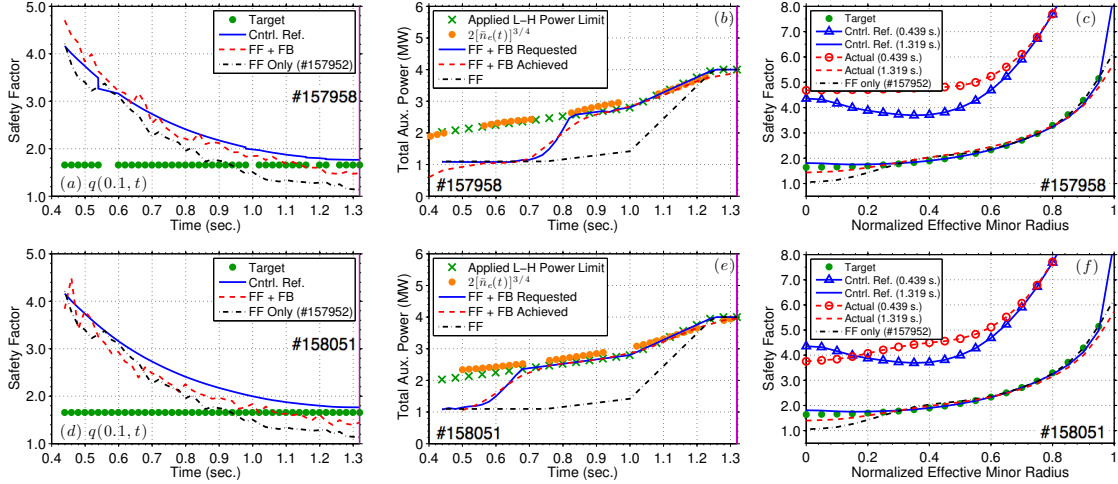 Safety Factor
5.0
4.0
3.0
2.0
1.0
Target
Cntrl. Ref.
FF + FB
FF Only (#157952)
#157958
(a) q(0.1, t)
0.4 0.5 0.6 0.7 0.8 0.9 1.0 1.1 1.2 1.3
Time (sec.)
Total Aux. Power (MW)
6
5
4
3
2
1
0
(b)
Applied L−H Power Limit
2[n̄e(t)]^3/4
FF + FB Requested
FF + FB Achieved
FF
#157958
0.4 0.5 0.6 0.7 0.8 0.9 1.0 1.1 1.2 1.3
Time (sec.)
Safety Factor
8.0
7.0
6.0
5.0
4.0
3.0
2.0
1.0
(c)
Target
Cntrl. Ref. (0.439 s.)
Cntrl. Ref. (1.319 s.)
Actual (0.439 s.)
Actual (1.319 s.)
FF only (#157952)
#157958
0 0.2 0.4 0.6 0.8 1
Normalized Effective Minor Radius
Safety Factor
5.0
4.0
3.0
2.0
1.0
Target
Cntrl. Ref.
FF + FB
FF Only (#157952)
#158051
(d) q(0.1, t)
0.4 0.5 0.6 0.7 0.8 0.9 1.0 1.1 1.2 1.3
Time (sec.)
Total Aux. Power (MW)
6
5
4
3
2
1
0
(e)
Applied L−H Power Limit
2[n̄e(t)]^3/4
FF + FB Requested
FF + FB Achieved
FF
#158051
0.4 0.5 0.6 0.7 0.8 0.9 1.0 1.1 1.2 1.3
Time (sec.)
Safety Factor
8.0
7.0
6.0
5.0
4.0
3.0
2.0
1.0
(f)
Target
Cntrl. Ref. (0.439 s.)
Cntrl. Ref. (1.319 s.)
Actual (0.439 s.)
Actual (1.319 s.)
FF only (#157952)
#158051
0 0.2 0.4 0.6 0.8 1
Normalized Effective Minor Radius